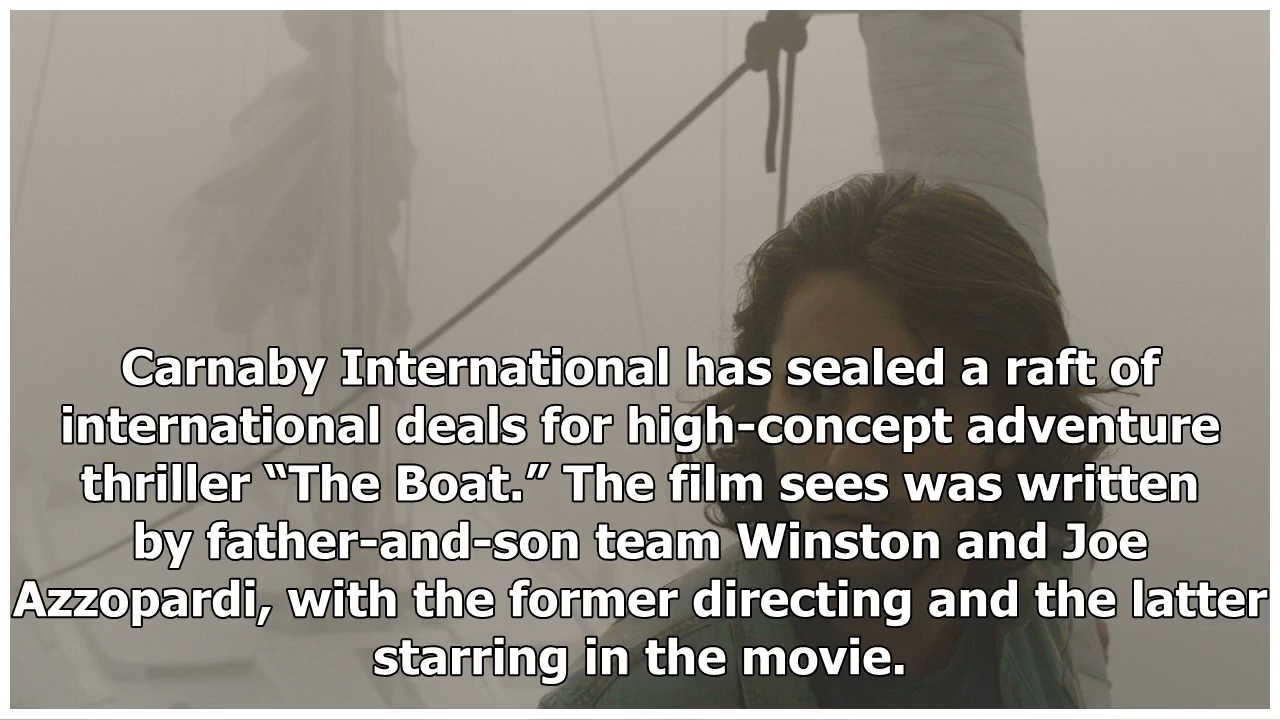 Carnaby International has sealed a raft of
international deals for high-concept adventure
thriller “The Boat.” The film sees was written
by father-and-son team Winston and Joe
Azzopardi, with the former directing and the latter
starring in the movie.